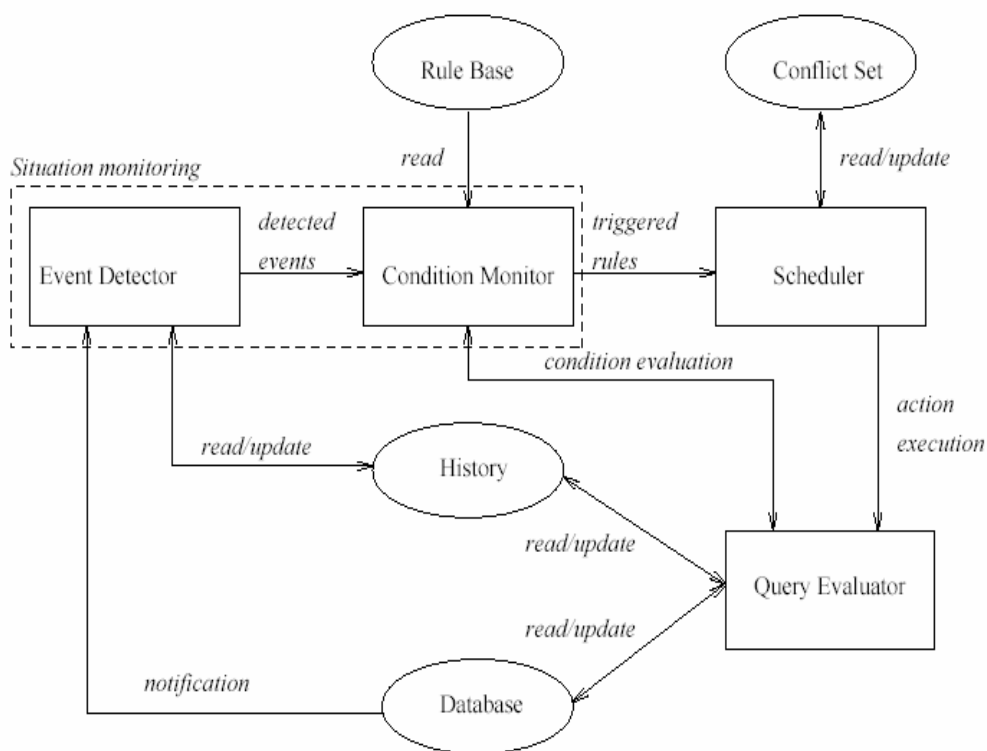 Rule Base
Conflict Set
Situation monitoring
read
read/update
detected
events
triggered
rules
Event Detector
Condition Monitor
Scheduler
condition evaluation
action
execution
read/update
History
read/update
Query Evaluator
read/update
notification
Database